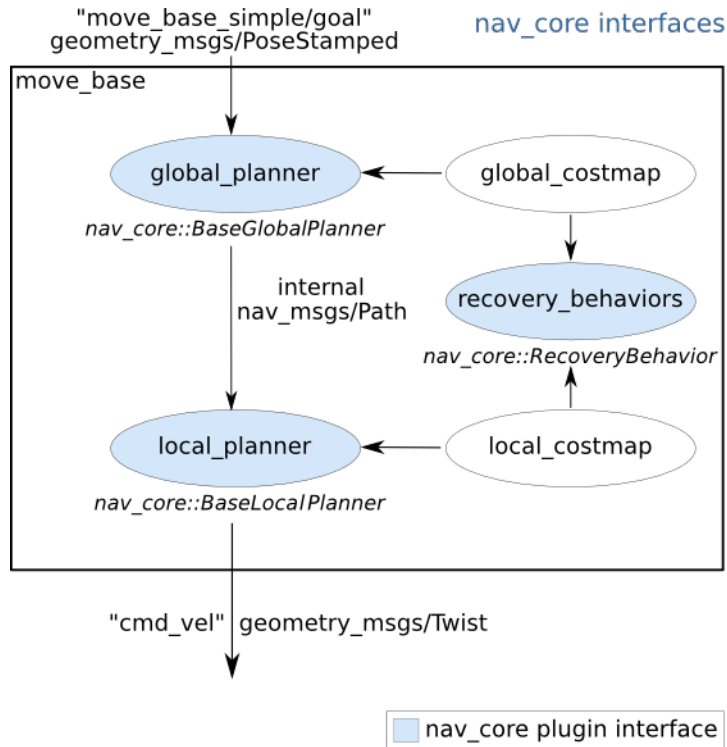 "move_base_simple/goal"
geometry_msgs/PoseStamped
nav_core interfaces
move_base
global_planner
global_costmap
nav_core::BaseGlobalPlanner
internal
nav_msgs/Path
recovery_behaviors
nav_core::RecoveryBehavior
local_planner
local_costmap
nav_core::BaseLocalPlanner
"cmd_vel" geometry_msgs/Twist
nav_core plugin interface